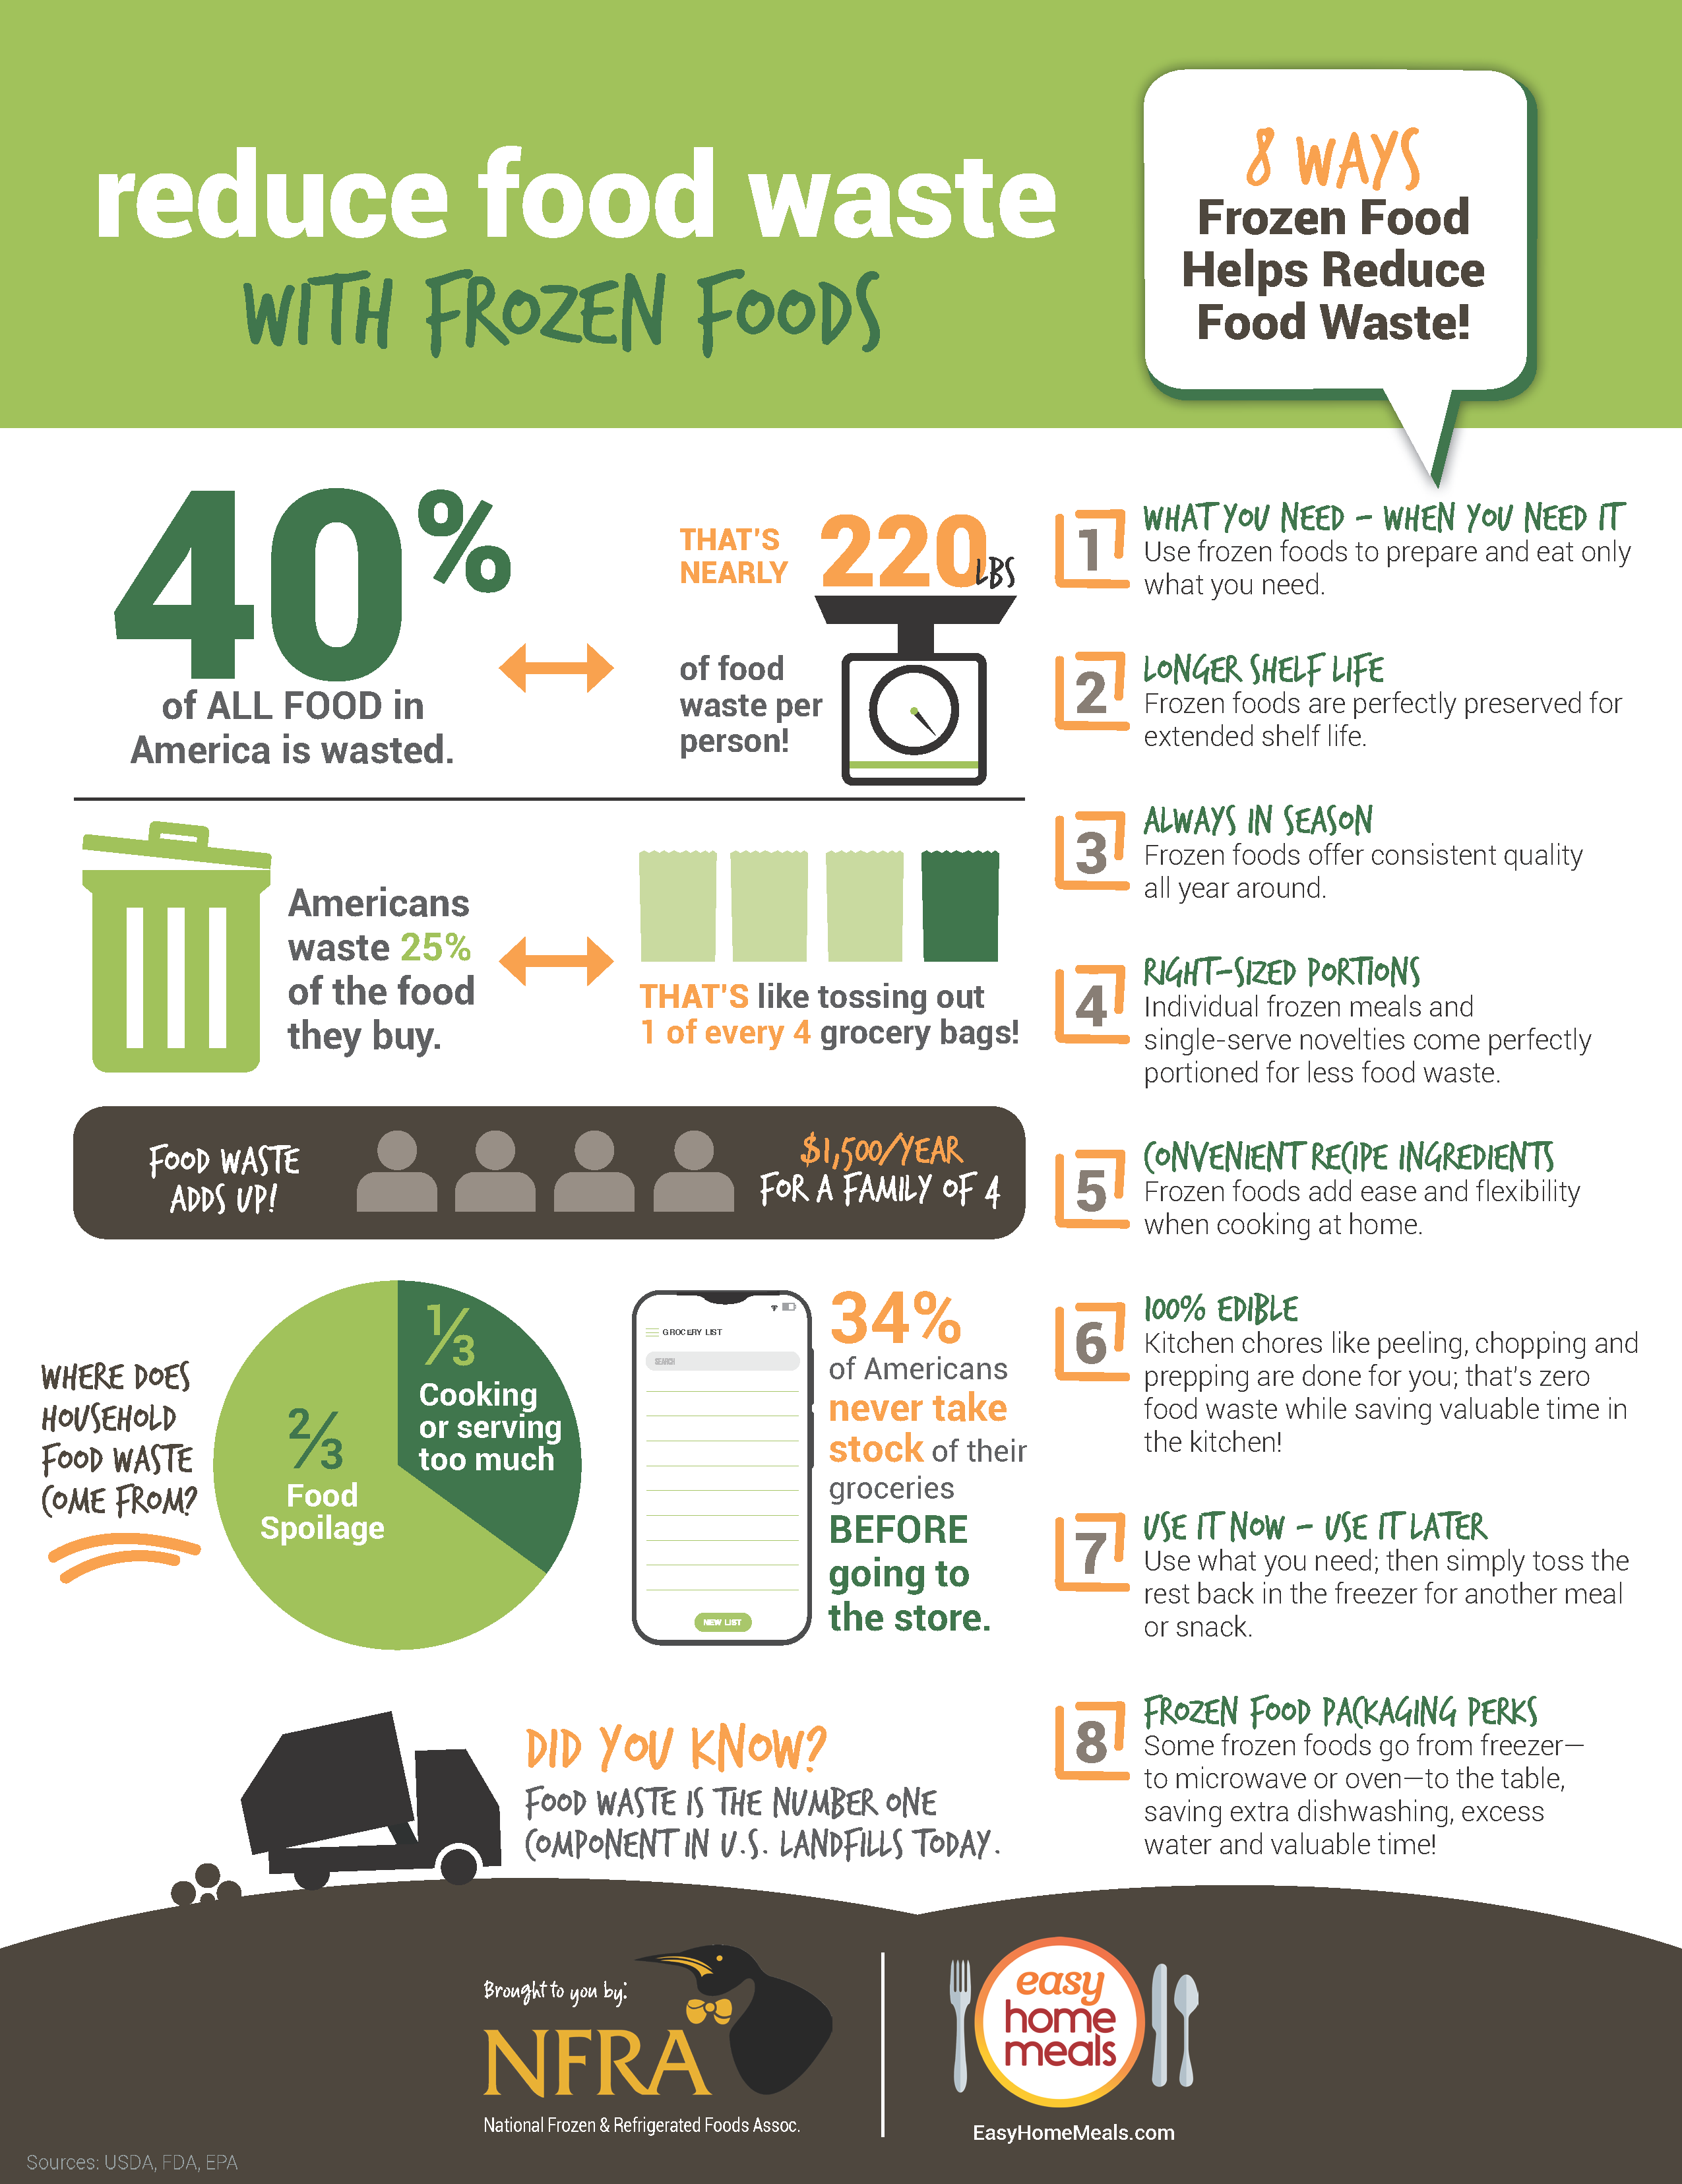 reduce food waste
WITH FROZEN FOODS
8 WAYS
Frozen Food
Helps Reduce
Food Waste!
40%
of ALL FOOD in
America is wasted.
THAT'S
NEARLY
220 LBS
of food
waste per
person!
Americans
waste 25%
of the food
they buy.
THAT'S like tossing out
1 of every 4 grocery bags!
FOOD WASTE
ADDS UP!
$1,500/YEAR
FOR A FAMILY OF 4
WHERE DOES
HOUSEHOLD
FOOD WASTE
COME FROM?
1/3
Cooking
or serving
too much
2/3
Food
Spoilage
GROCERY LIST
SEARCH
NEW LIST
34%
of Americans
never take
stock of their
groceries
BEFORE
going to
the store.
DID YOU KNOW?
FOOD WASTE IS THE NUMBER ONE
COMPONENT IN U.S. LANDFILLS TODAY.
1
WHAT YOU NEED – WHEN YOU NEED IT
Use frozen foods to prepare and eat only
what you need.
2
LONGER SHELF LIFE
Frozen foods are perfectly preserved for
extended shelf life.
3
ALWAYS IN SEASON
Frozen foods offer consistent quality
all year around.
4
RIGHT-SIZED PORTIONS
Individual frozen meals and
single-serve novelties come perfectly
portioned for less food waste.
5
CONVENIENT RECIPE INGREDIENTS
Frozen foods add ease and flexibility
when cooking at home.
6
100% EDIBLE
Kitchen chores like peeling, chopping and
prepping are done for you; that's zero
food waste while saving valuable time in
the kitchen!
7
USE IT NOW – USE IT LATER
Use what you need; then simply toss the
rest back in the freezer for another meal
or snack.
8
FROZEN FOOD PACKAGING PERKS
Some frozen foods go from freezer—
to microwave or oven—to the table,
saving extra dishwashing, excess
water and valuable time!
Brought to you by:
NFRA
National Frozen & Refrigerated Foods Assoc.
easy
home
meals
EasyHomeMeals.com
Sources: USDA, FDA, EPA